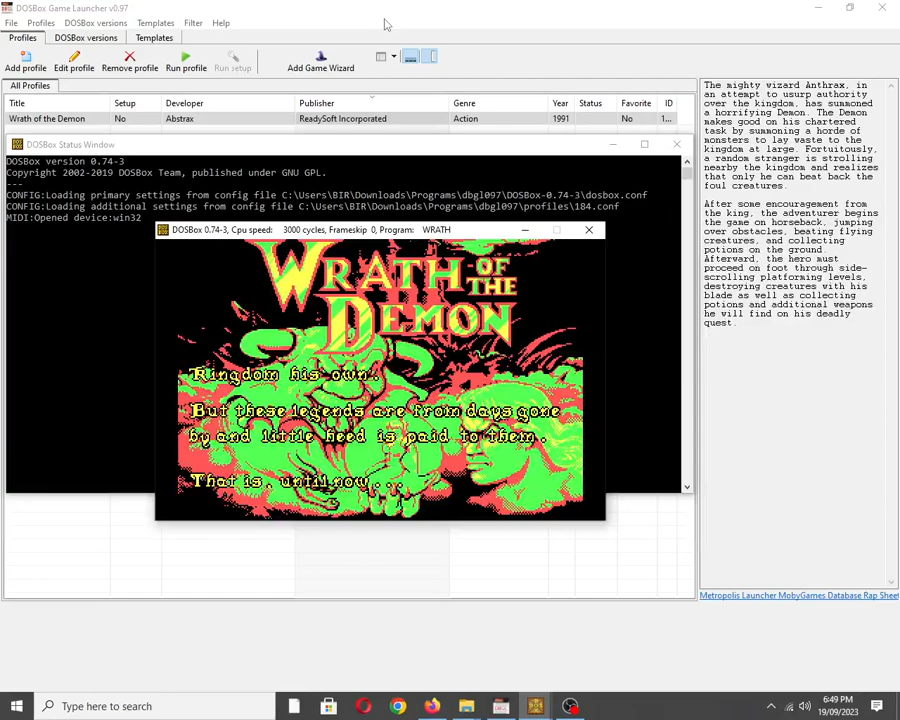 DOSBox Game Launcher v0.97
File Profiles DOSBox versions Templates Filter Help
Profiles DOSBox versions Templates
Add profile Edit profile Remove profile Run profile Run setup Add Game Wizard
All Profiles
Title Setup Developer Publisher Genre Year Status Favorite ID
Wrath of the Demon No Abstrax ReadySoft Incorporated Action 1991 No 1...
DOSBox Status Window
DOSBox version 0.74-3
Copyright 2002-2019 DOSBox Team, published under GNU GPL.
---
CONFIG:Loading primary settings from config file C:\Users\BIR\Downloads\Programs\dbgl097\DOSBox-0.74-3\dosbox.conf
CONFIG:Loading additional settings from config file C:\Users\BIR\Downloads\Programs\dbgl097\profiles\184.conf
MIDI:Opened device:win32
DOSBox 0.74-3, Cpu speed: 3000 cycles, Frameskip 0, Program: WRATH
WRATH OF THE
DEMON
Kingdom his own.
But these legends are from days gone
by and little heed is paid to them.
That is, until now....
The mighty wizard Anthrax, in
an attempt to usurp authority
over the kingdom, has summoned
a horrifying Demon. The Demon
makes good on his chartered
task by summoning a horde of
monsters to lay waste to the
kingdom at large. Fortuitously,
a random stranger is strolling
nearby the kingdom and realizes
that only he can beat back the
foul creatures.
After some encouragement from
the king, the adventurer begins
the game on horseback, jumping
over obstacles, beating flying
creatures, and collecting
potions on the ground.
Afterward, the hero must
proceed on foot through side-
scrolling platforming levels,
destroying creatures with his
blade as well as collecting
potions and additional weapons
he will find on his deadly
quest.
Metropolis Launcher MobyGames Database Rap Sheet
Type here to search
6:49 PM
19/09/2023